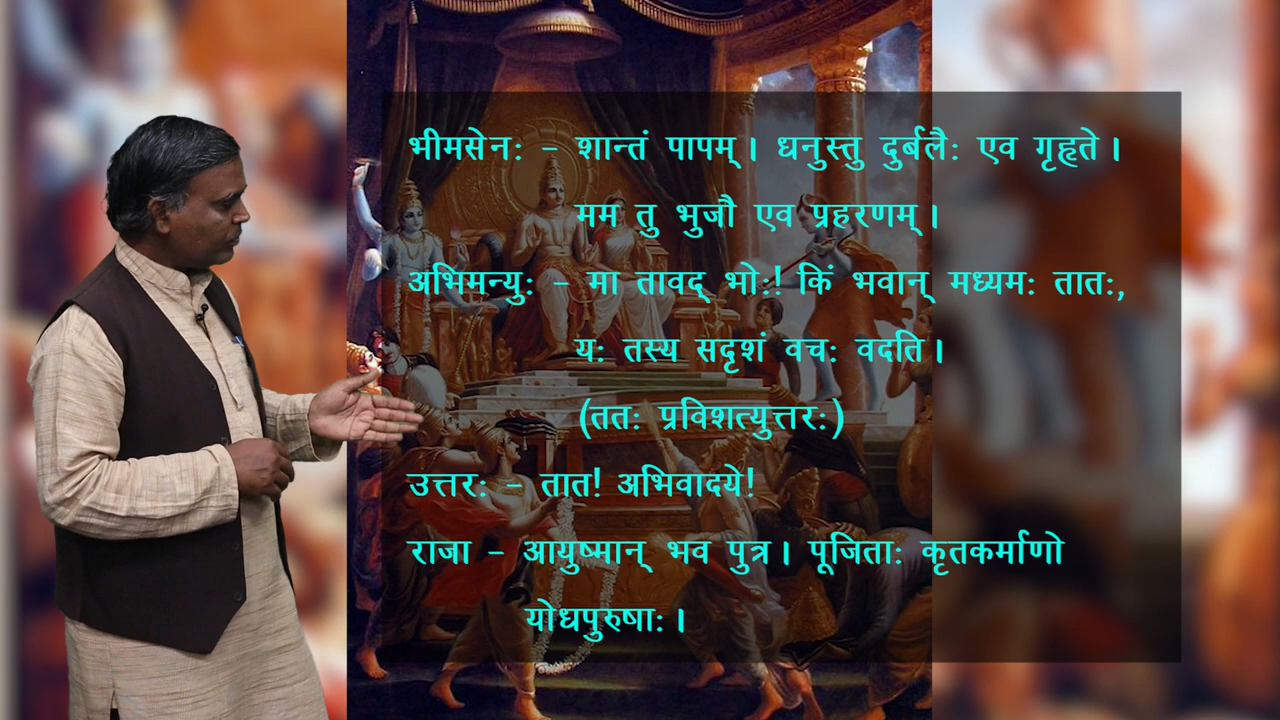 भीमसेनः – शान्तं पापम् । धनुस्तु दुर्बलैः एव गृह्यते ।
मम तु भुजौ एव प्रहरणम् ।
अभिमन्युः – मा तावद् भोः! किं भवान् मध्यमः तातः,
यः तस्य सदृशं वचः वदति ।
(ततः प्रविशत्युत्तरः)
उत्तरः – तात! अभिवादये!
राजा – आयुष्मान् भव पुत्र । पूजिताः कृतकर्माणो
योधपुरुषाः ।